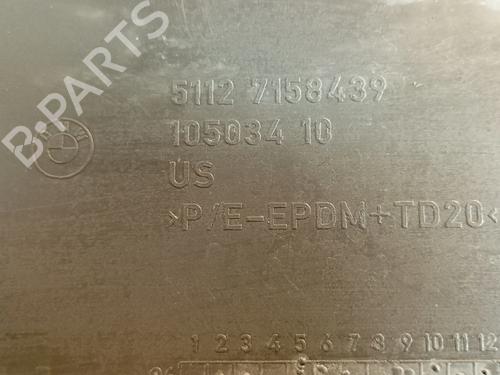 B-PARTS
5112 7158439
BMW
105034 10
US
>P/E-EPDM+TD20<
1 2 3 4 5 6 7 8 9 10 11 12